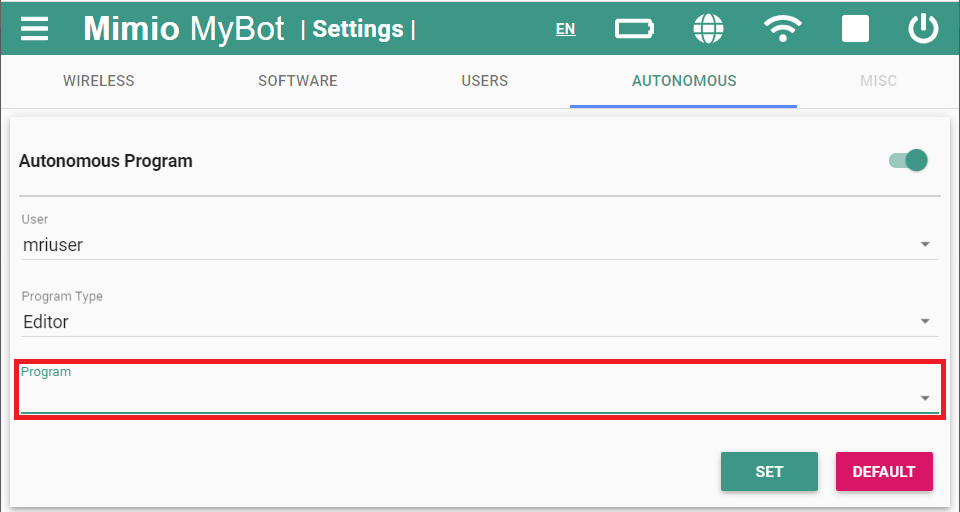 Mimio MyBot | Settings | EN
WIRELESS SOFTWARE USERS AUTONOMOUS MISC
Autonomous Program
User
mriuser
Program Type
Editor
Program
SET DEFAULT